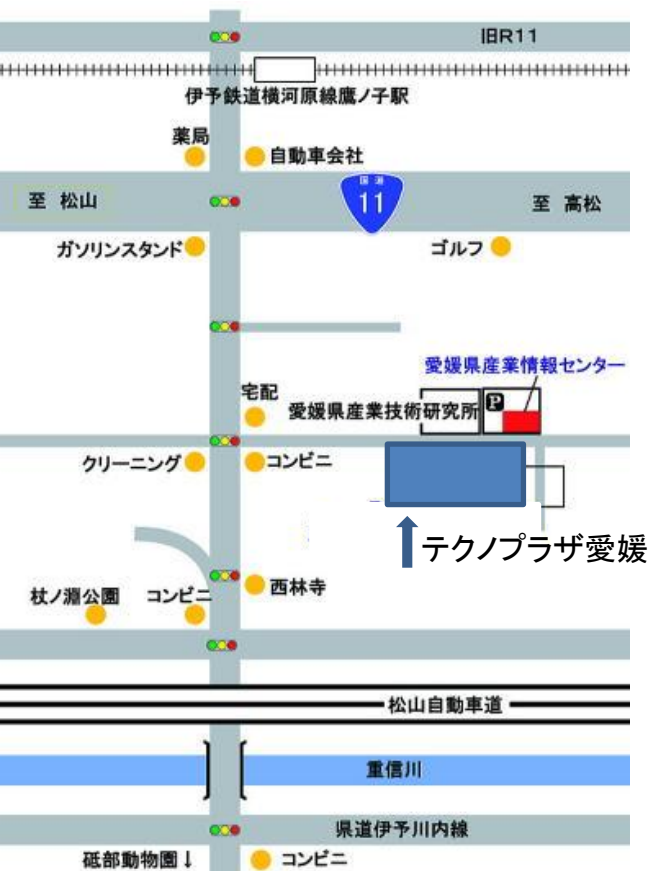 旧R11
伊予鉄道横河原線鷹ノ子駅
薬局
自動車会社
至 松山
国道
11
至 高松
ガソリンスタンド
ゴルフ
愛媛県産業情報センター
宅配
愛媛県産業技術研究所
P
クリーニング
コンビニ
テクノプラザ愛媛
杖ノ淵公園
コンビニ
西林寺
松山自動車道
重信川
県道伊予川内線
砥部動物園↓
コンビニ